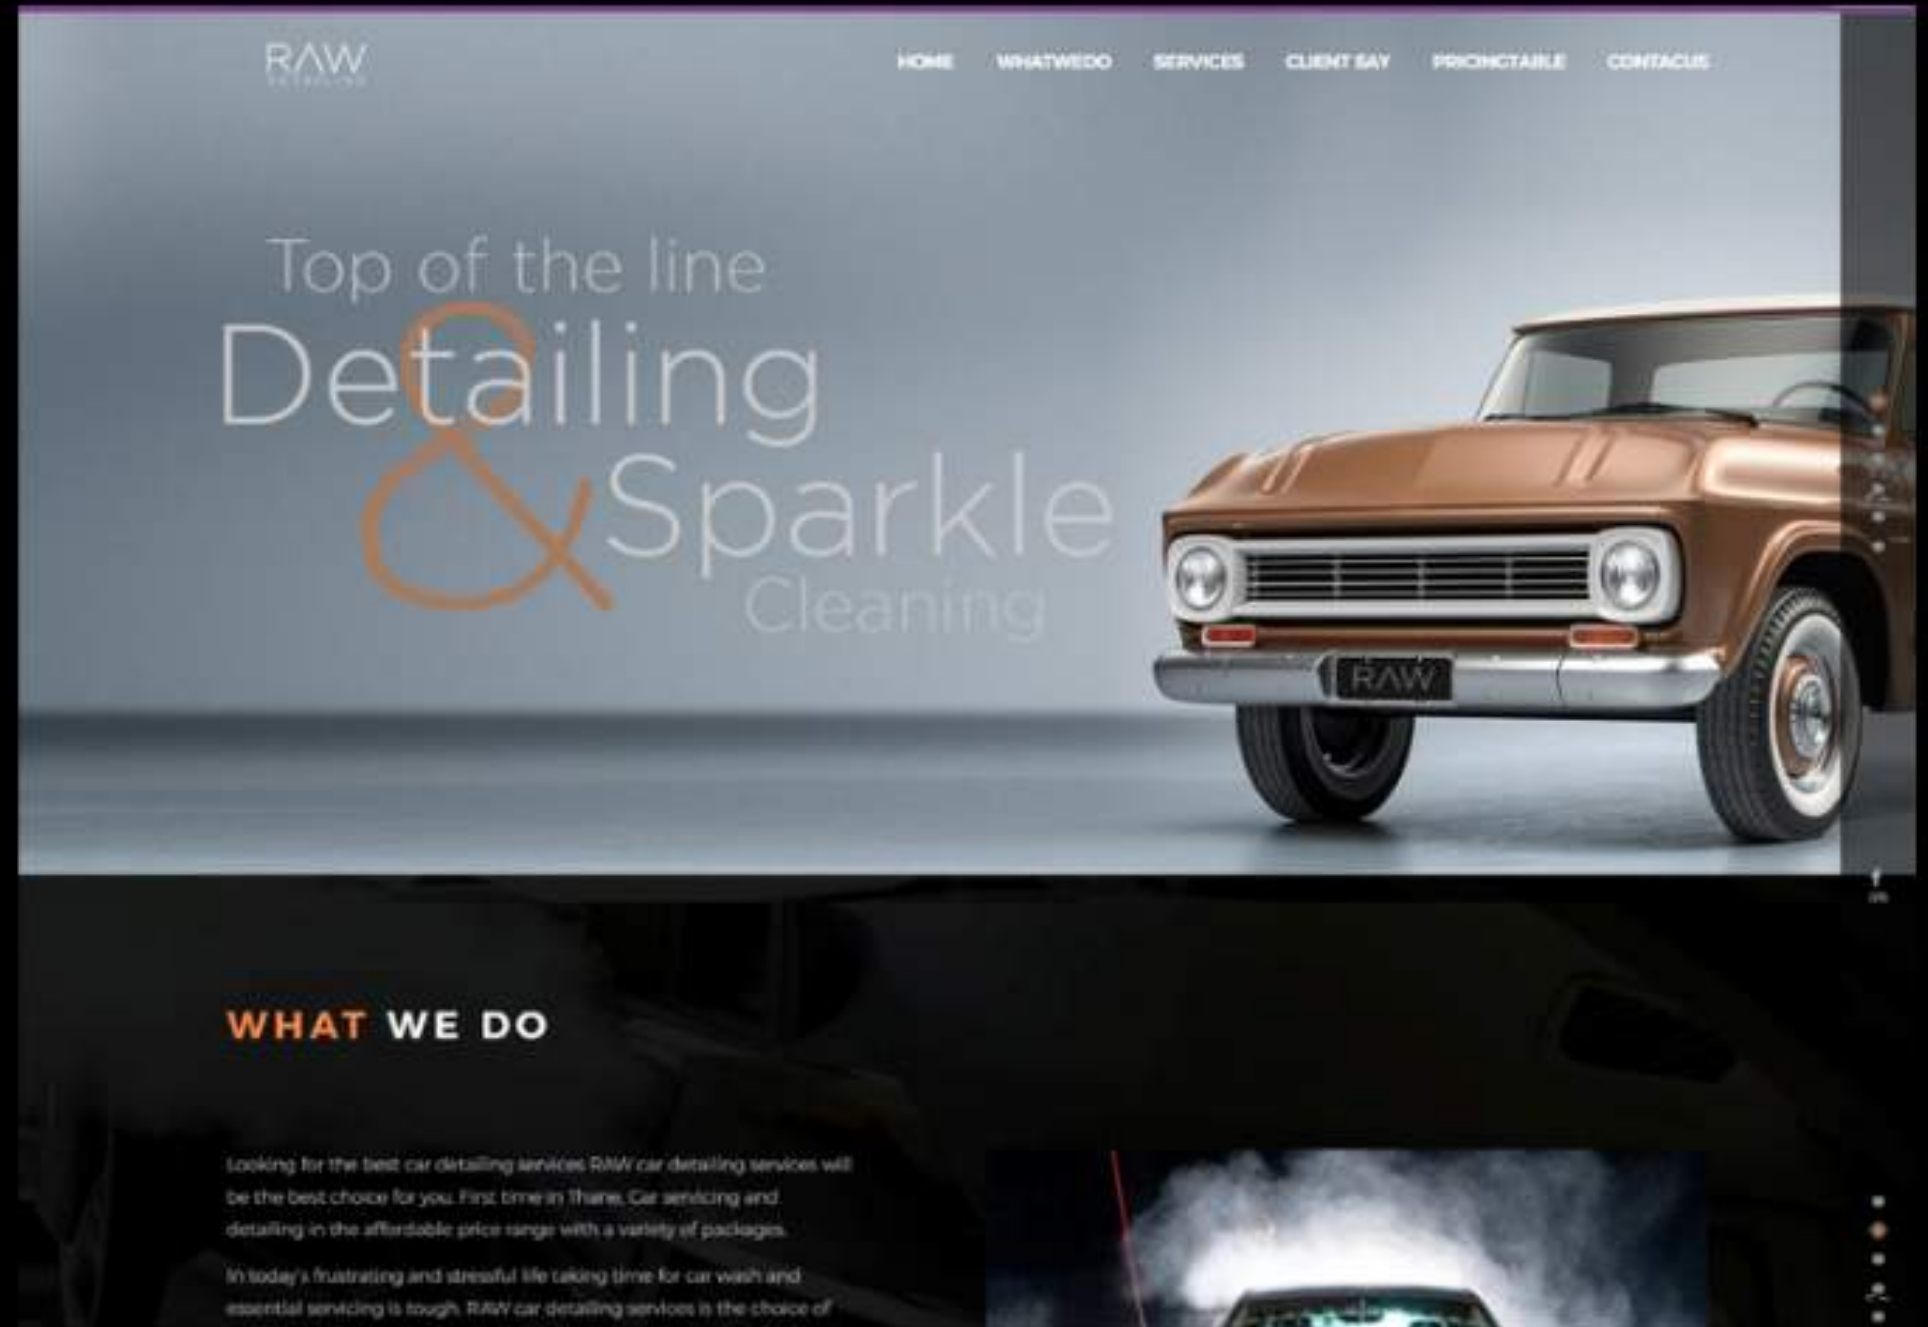 RAW
DETAILING
HOME WHATWEDO SERVICES CLIENT SAY PRICINGTABLE CONTACUS
Top of the line
Detailing
&
Sparkle
Cleaning
RAW
WHAT WE DO
Looking for the best car detailing services RAW car detailing services will
be the best choice for you. First time in Thane, Car servicing and
detailing in the affordable price range with a variety of packages.
In today's frustrating and stressful life taking time for car wash and
essential servicing is tough. RAW car detailing services is the choice of
f